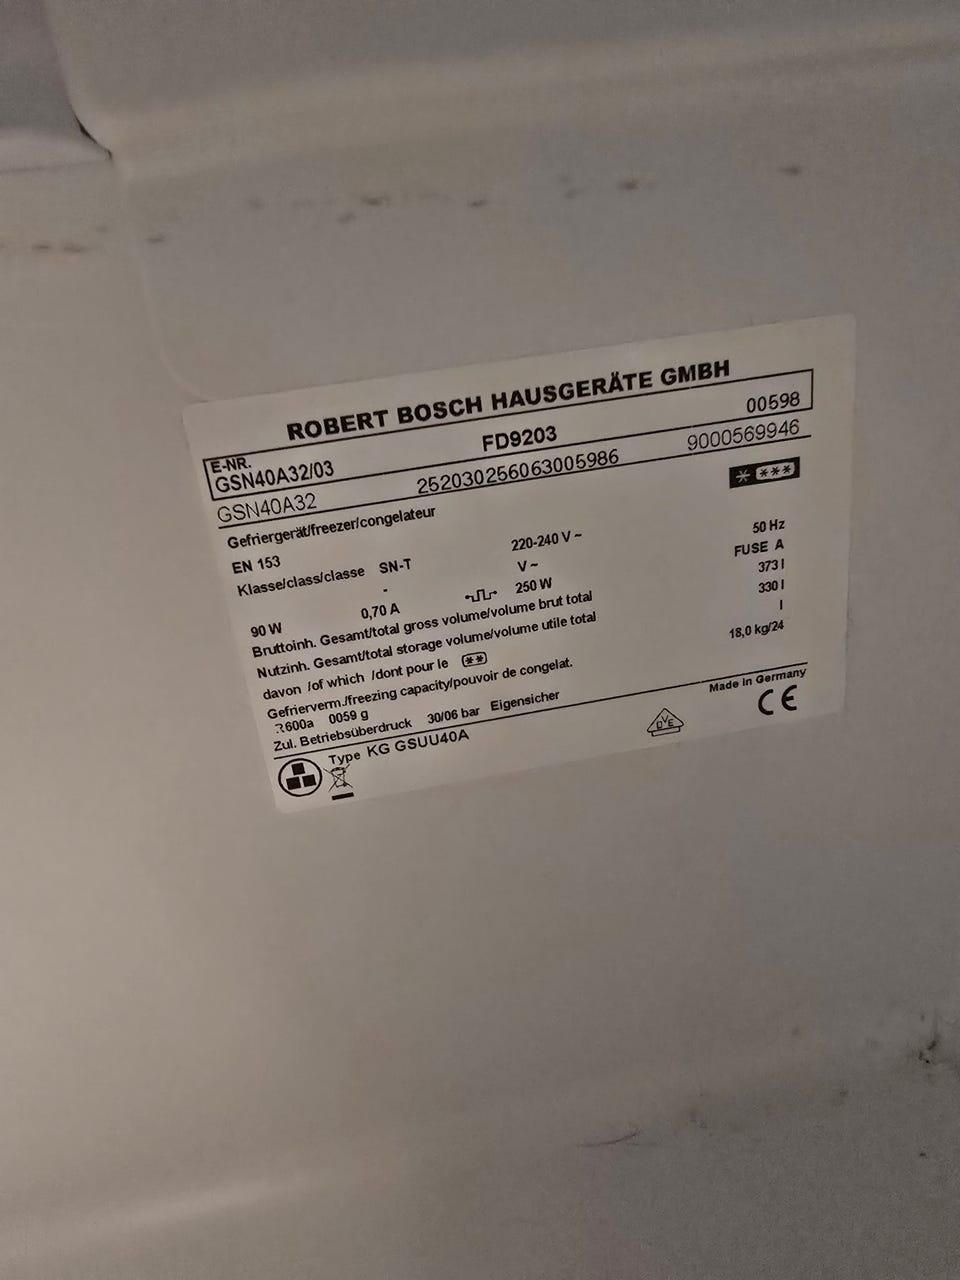 ROBERT BOSCH HAUSGERÄTE GMBH
E-NR.
GSN40A32/03 FD9203 00598
GSN40A32 252030256063005986 9000569946
Gefriergerät/freezer/congelateur * ***
EN 153
Klasse/class/classe SN-T 220-240 V ~ 50 Hz
- V ~ FUSE A
90 W 0,70 A 250 W
Bruttoinh. Gesamt/total gross volume/volume brut total 373 l
Nutzinh. Gesamt/total storage volume/volume utile total 330 l
davon /of which /dont pour le ** l
Gefrierverm./freezing capacity/pouvoir de congelat. 18,0 kg/24
R600a 0059 g
Zul. Betriebsüberdruck 30/06 bar Eigensicher Made in Germany
Type KG GSUU40A DVE CE